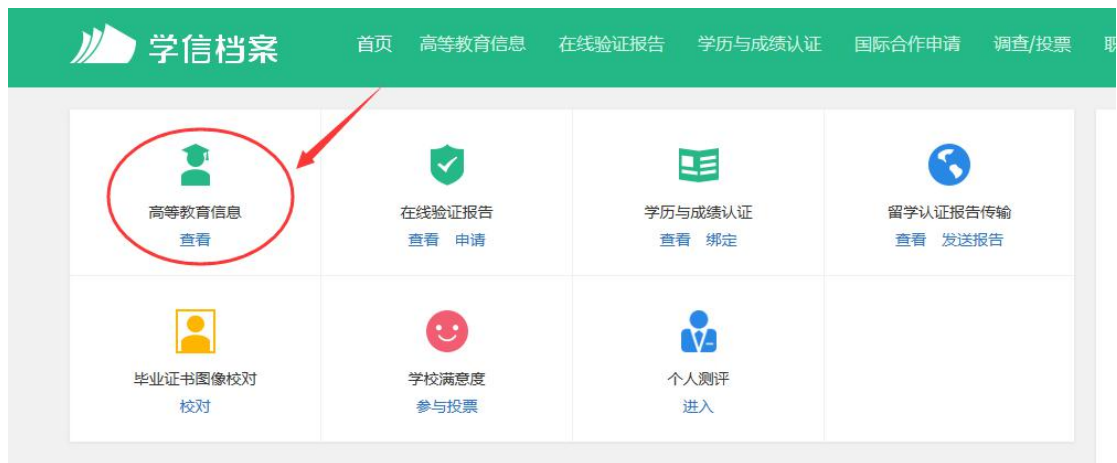 学信档案
首页 高等教育信息 在线验证报告 学历与成绩认证 国际合作申请 调查/投票
高等教育信息 在线验证报告 学历与成绩认证 留学认证报告传输
查看 查看 申请 查看 绑定 查看 发送报告
毕业证书图像校对 学校满意度 个人测评
校对 参与投票 进入